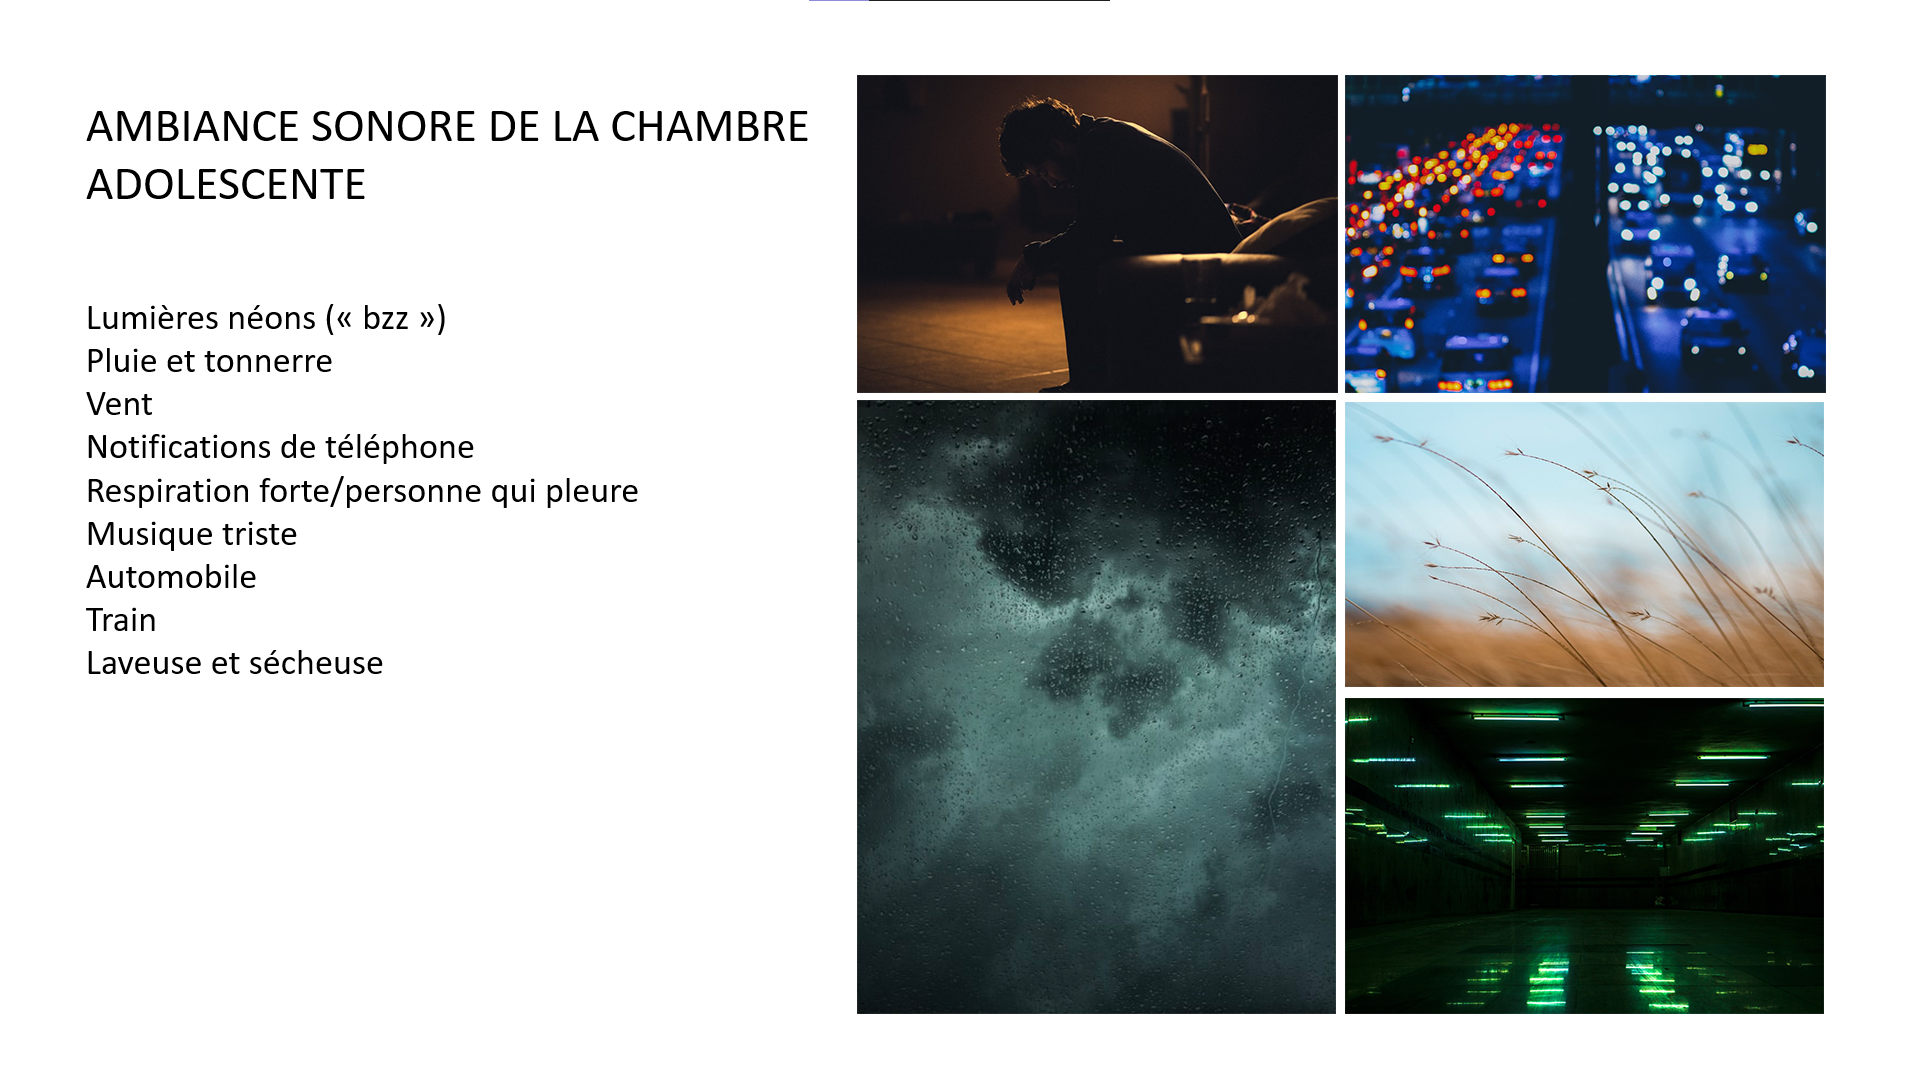 AMBIANCE SONORE DE LA CHAMBRE
ADOLESCENTE
Lumières néons (« bzz »)
Pluie et tonnerre
Vent
Notifications de téléphone
Respiration forte/personne qui pleure
Musique triste
Automobile
Train
Laveuse et sécheuse